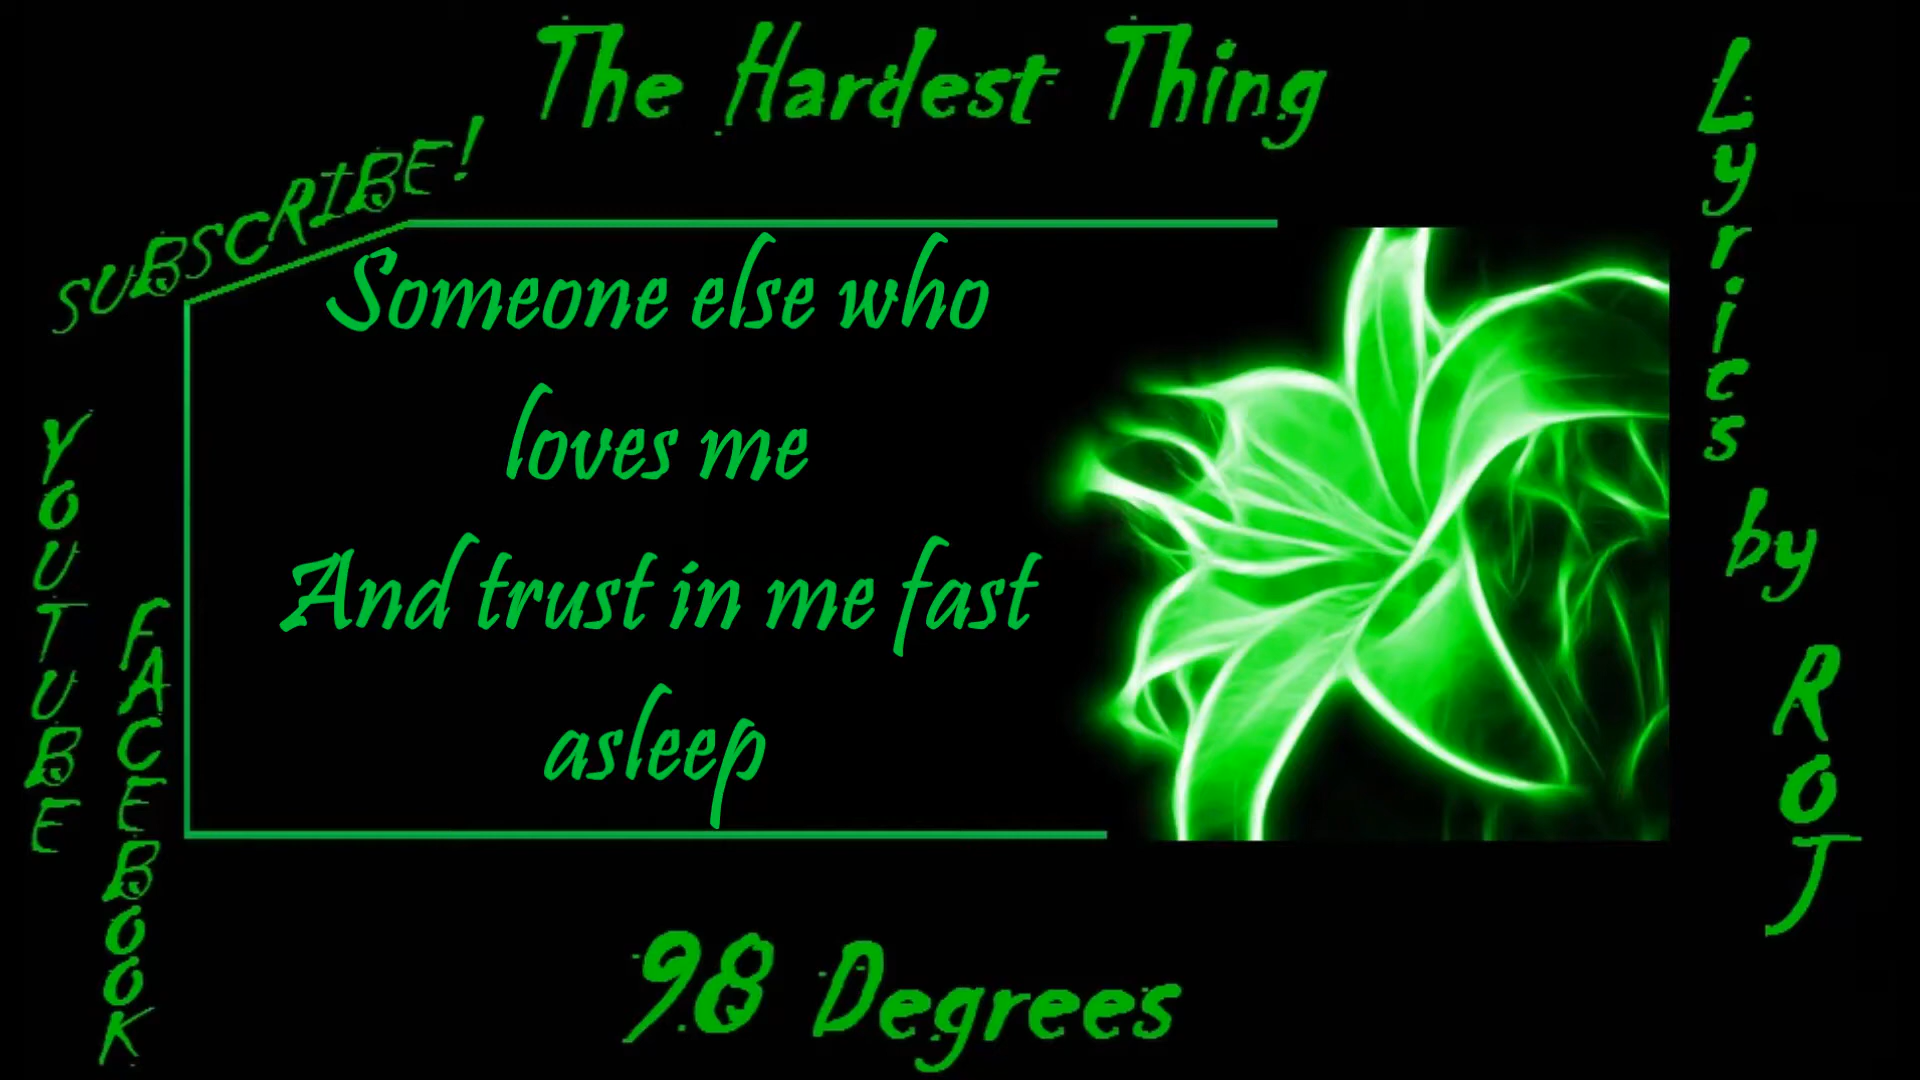 The Hardest Thing
SUBSCRIBE!
Someone else who
loves me
And trust in me fast
asleep
YOUTUBE
FACEBOOK
Lyrics by ROJ
98 Degrees